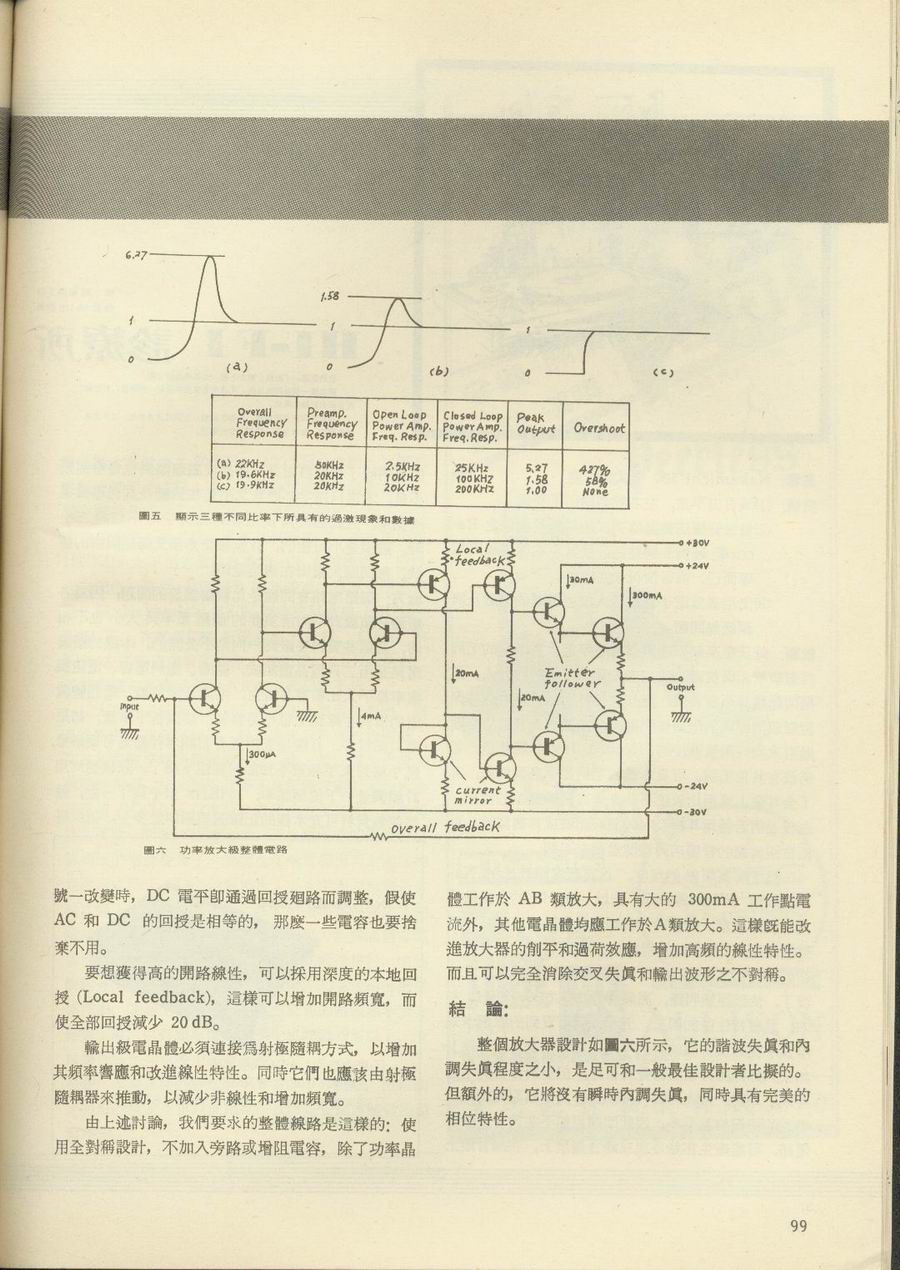 6.27
1
0
(a)
1.58
1
0
(b)
1
0
(c)
Overall Frequency Response
Preamp. Frequency Response
Open Loop Power Amp. Freq. Resp.
Closed Loop Power Amp. Freq. Resp.
Peak Output
Overshoot
(a) 22KHz 80KHz 2.5KHz 25KHz 5.27 427%
(b) 19.6KHz 20KHz 10KHz 100KHZ 1.58 58%
(c) 19.9KHz 20KHz 20KHz 200KHz 1.00 None
圖五 顯示三種不同比率下所具有的過激現象和數據
+30V
Local feedback
+24V
30mA
300mA
20mA
Emitter follower
20mA
Output
Input
4mA
300µA
current mirror
-24V
-30V
Overall feedback
圖六 功率放大級整體電路
號一改變時，DC 電平卽通過回授廻路而調整，假使
AC 和 DC 的回授是相等的，那麽一些電容也要捨
棄不用。
要想獲得高的開路線性，可以採用深度的本地回
授 (Local feedback)，這樣可以增加開路頻寬，而
使全部回授減少 20 dB。
輸出級電晶體必須連接爲射極隨耦方式，以增加
其頻率響應和改進線性特性。同時它們也應該由射極
隨耦器來推動，以減少非線性和增加頻寬。
由上述討論，我們要求的整體線路是這樣的：使
用全對稱設計，不加入旁路或增阻電容，除了功率晶
體工作於 AB 類放大，具有大的 300mA 工作點電
流外，其他電晶體均應工作於A類放大。這樣旣能改
進放大器的削平和過荷效應，增加高頻的線性特性。
而且可以完全消除交叉失眞和輸出波形之不對稱。
結 論：
整個放大器設計如圖六所示，它的諧波失眞和內
調失眞程度之小，是足可和一般最佳設計者比擬的。
但額外的，它將沒有瞬時內調失眞，同時具有完美的
相位特性。
99